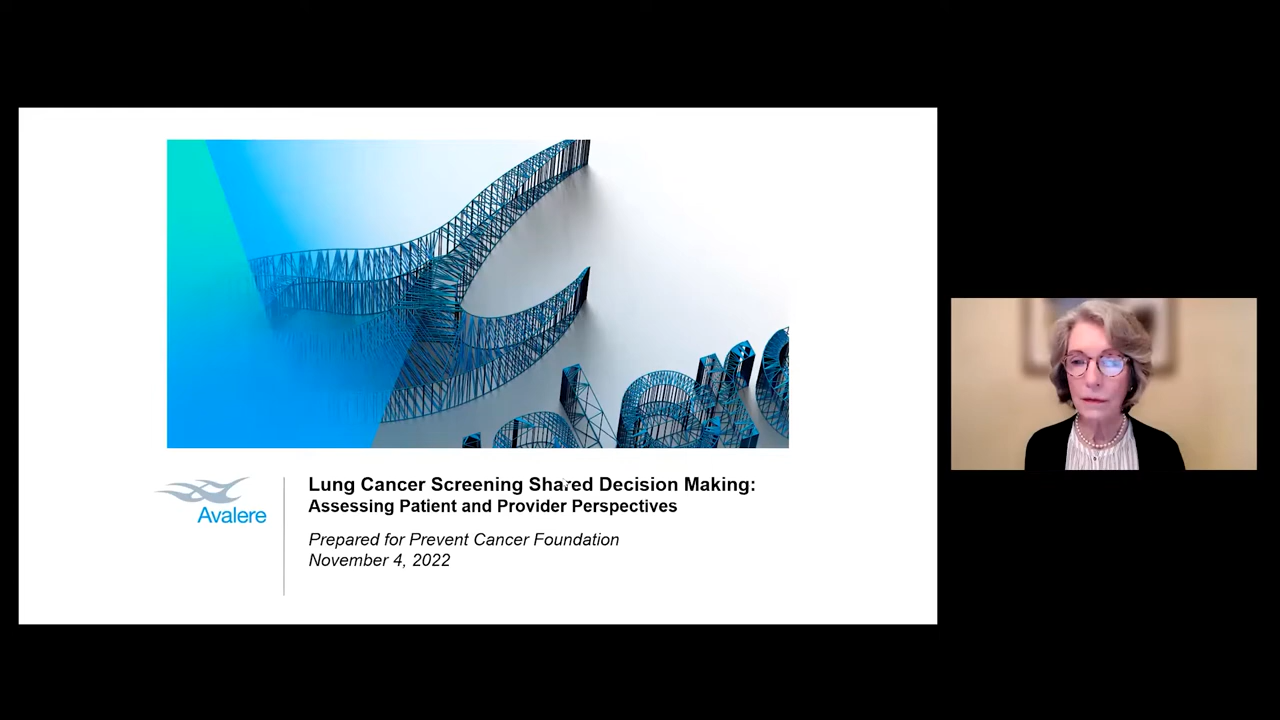 Avalere
Lung Cancer Screening Shared Decision Making:
Assessing Patient and Provider Perspectives
Prepared for Prevent Cancer Foundation
November 4, 2022